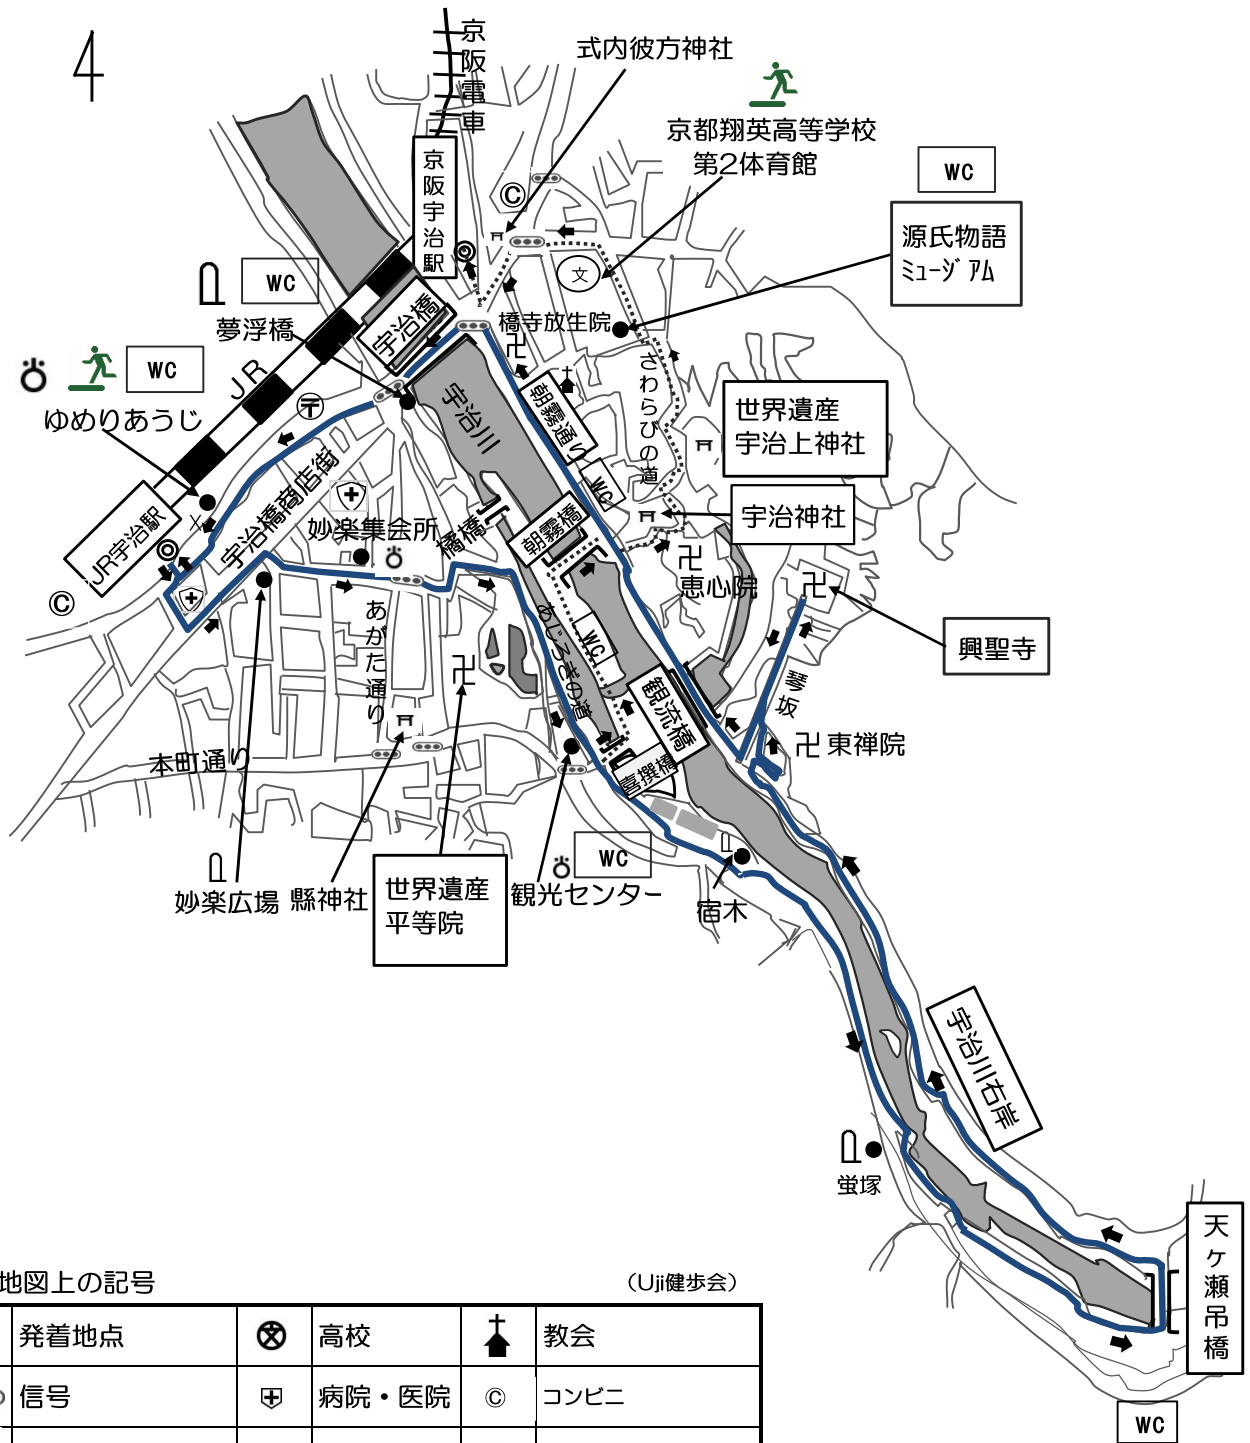 京阪電車
式内彼方神社
京都翔英高等学校
第2体育館
WC
源氏物語
ミュージアム
京阪宇治駅
C
文
WC
夢浮橋
宇治橋
橋寺放生院
卍
WC
ゆめりあうじ
JR
〒
宇治川
朝霧通り
さわらびの道
世界遺産
宇治上神社
宇治神社
WC
朝霧橋
橘橋
宇治橋商店街
妙楽集会所
JR宇治駅
C
卍
恵心院
卍
興聖寺
琴坂
卍東禅院
あがた通り
卍
あじろぎの道
WC
観流橋
喜撰橋
本町通り
妙楽広場
縣神社
世界遺産
平等院
WC
観光センター
宿木
宇治川右岸
蛍塚
天ケ瀬吊橋
WC
地図上の記号
（Uji健歩会）
発着地点
文
高校
教会
信号
病院・医院
C
コンビニ